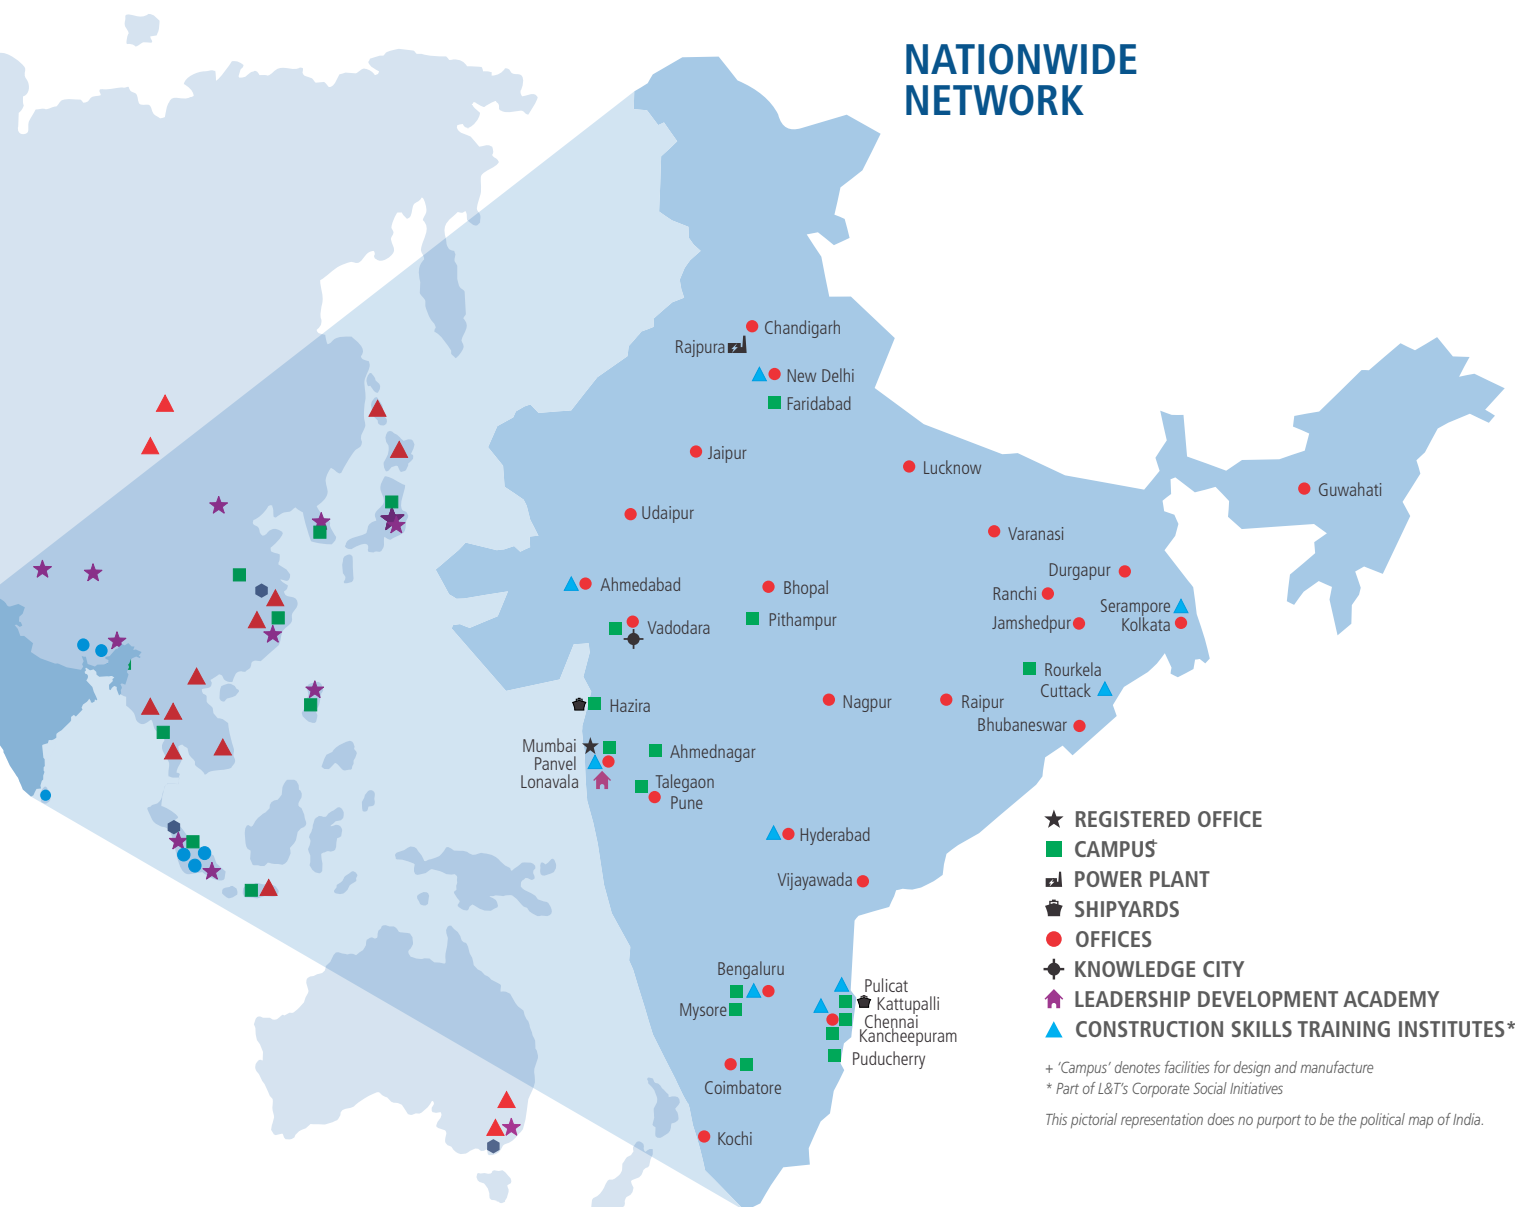 NATIONWIDE
NETWORK
Chandigarh
Rajpura
New Delhi
Faridabad
Jaipur
Lucknow
Guwahati
Udaipur
Varanasi
Durgapur
Ahmedabad
Bhopal
Ranchi
Serampore
Pithampur
Jamshedpur
Kolkata
Vadodara
Rourkela
Cuttack
Hazira
Nagpur
Raipur
Bhubaneswar
Mumbai
Ahmednagar
Panvel
Lonavala
Talegaon
Pune
Hyderabad
Vijayawada
Bengaluru
Pulicat
Kattupalli
Mysore
Chennai
Kancheepuram
Puducherry
Coimbatore
Kochi
REGISTERED OFFICE
CAMPUS+
POWER PLANT
SHIPYARDS
OFFICES
KNOWLEDGE CITY
LEADERSHIP DEVELOPMENT ACADEMY
CONSTRUCTION SKILLS TRAINING INSTITUTES*
+ ‘Campus’ denotes facilities for design and manufacture
* Part of L&T's Corporate Social Initiatives
This pictorial representation does no purport to be the political map of India.